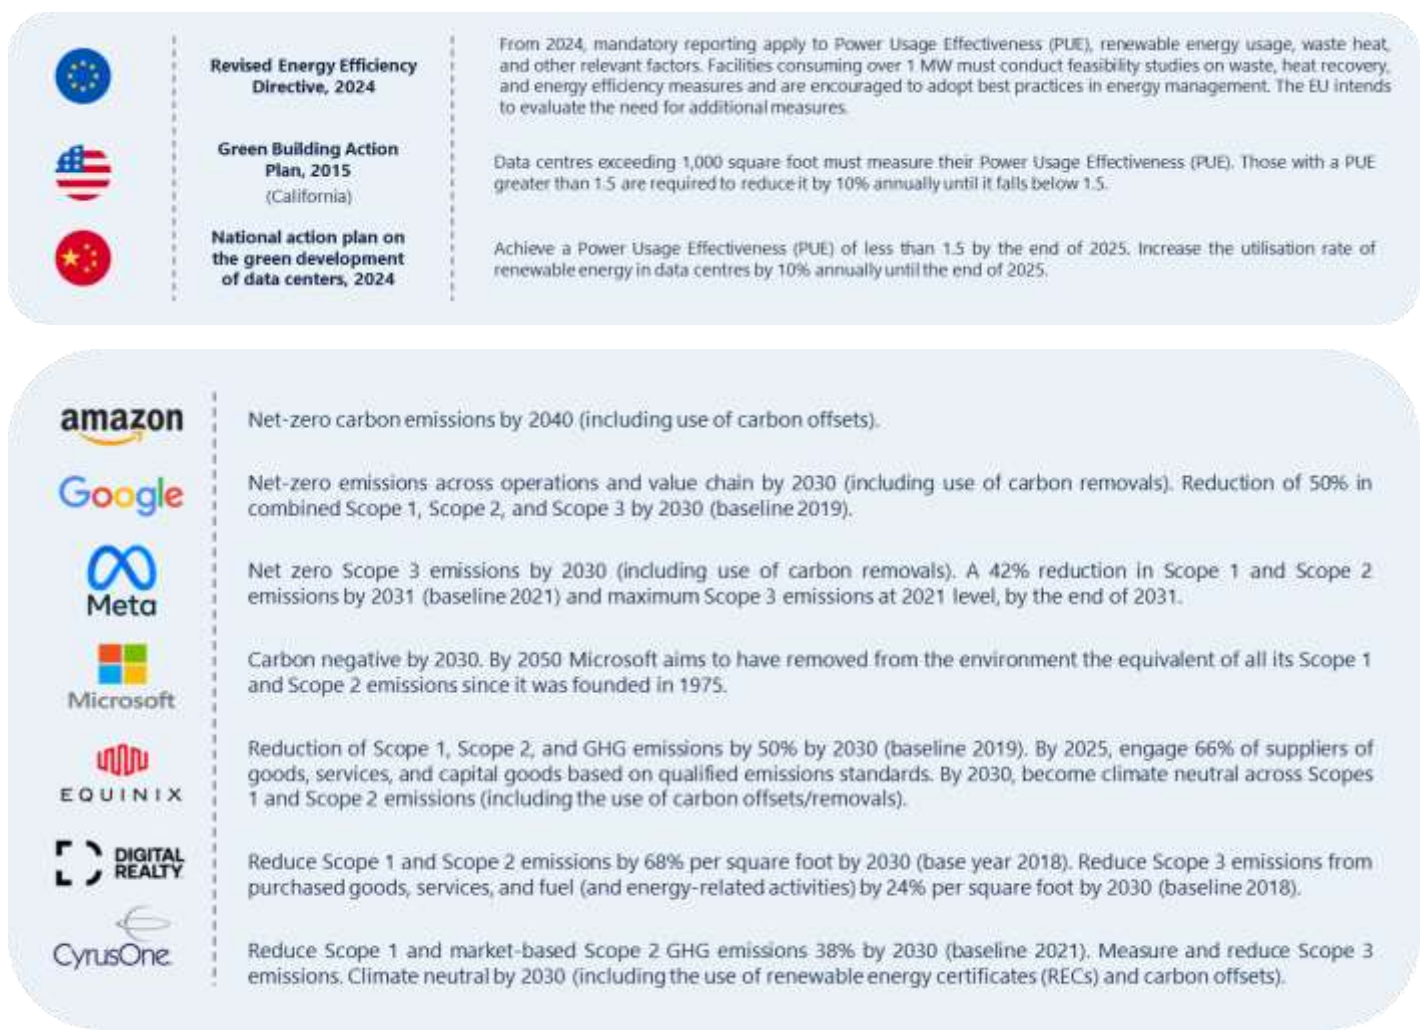 Revised Energy Efficiency
Directive, 2024
From 2024, mandatory reporting apply to Power Usage Effectiveness (PUE), renewable energy usage, waste heat,
and other relevant factors. Facilities consuming over 1 MW must conduct feasibility studies on waste, heat recovery,
and energy efficiency measures and are encouraged to adopt best practices in energy management. The EU intends
to evaluate the need for additional measures.
Green Building Action
Plan, 2015
(California)
Data centres exceeding 1,000 square foot must measure their Power Usage Effectiveness (PUE). Those with a PUE
greater than 1.5 are required to reduce it by 10% annually until it falls below 1.5.
National action plan on
the green development
of data centers, 2024
Achieve a Power Usage Effectiveness (PUE) of less than 1.5 by the end of 2025. Increase the utilisation rate of
renewable energy in data centres by 10% annually until the end of 2025.
amazon
Net-zero carbon emissions by 2040 (including use of carbon offsets).
Google
Net-zero emissions across operations and value chain by 2030 (including use of carbon removals). Reduction of 50% in
combined Scope 1, Scope 2, and Scope 3 by 2030 (baseline 2019).
Meta
Net zero Scope 3 emissions by 2030 (including use of carbon removals). A 42% reduction in Scope 1 and Scope 2
emissions by 2031 (baseline 2021) and maximum Scope 3 emissions at 2021 level, by the end of 2031.
Microsoft
Carbon negative by 2030. By 2050 Microsoft aims to have removed from the environment the equivalent of all its Scope 1
and Scope 2 emissions since it was founded in 1975.
EQUINIX
Reduction of Scope 1, Scope 2, and GHG emissions by 50% by 2030 (baseline 2019). By 2025, engage 66% of suppliers of
goods, services, and capital goods based on qualified emissions standards. By 2030, become climate neutral across Scopes
1 and Scope 2 emissions (including the use of carbon offsets/removals).
DIGITAL
REALTY
Reduce Scope 1 and Scope 2 emissions by 68% per square foot by 2030 (base year 2018). Reduce Scope 3 emissions from
purchased goods, services, and fuel (and energy-related activities) by 24% per square foot by 2030 (baseline 2018).
CyrusOne
Reduce Scope 1 and market-based Scope 2 GHG emissions 38% by 2030 (baseline 2021). Measure and reduce Scope 3
emissions. Climate neutral by 2030 (including the use of renewable energy certificates (RECs) and carbon offsets).